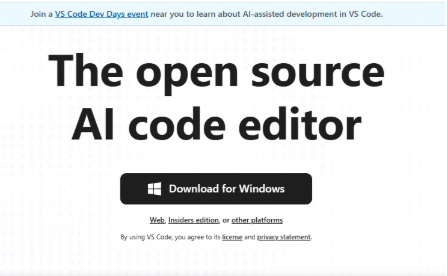 Join a VS Code Dev Days event near you to learn about AI-assisted development in VS Code.
The open source
AI code editor
Download for Windows
Web, Insiders edition, or other platforms
By using VS Code, you agree to its license and privacy statement.